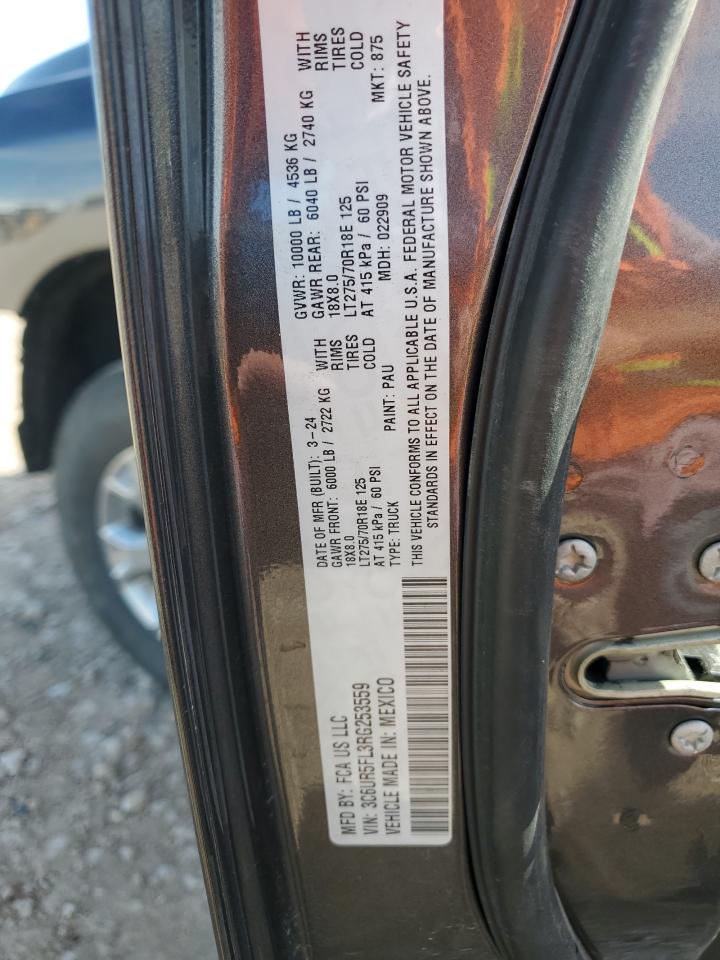 MFD BY: FCA US LLC
VIN: 3C6UR5FL3RG253559
VEHICLE MADE IN: MEXICO
DATE OF MFR (BUILT): 3-24
GAWR FRONT: 6000 LB / 2722 KG WITH
18X8.0 RIMS
LT275/70R18E 125 TIRES
AT 415 kPa / 60 PSI COLD
TYPE: TRUCK PAINT: PAU
GVWR: 10000 LB / 4536 KG
GAWR REAR: 6040 LB / 2740 KG WITH
18X8.0 RIMS
LT275/70R18E 125 TIRES
AT 415 kPa / 60 PSI COLD
MDH: 022909 MKT: 875
THIS VEHICLE CONFORMS TO ALL APPLICABLE U.S.A. FEDERAL MOTOR VEHICLE SAFETY
STANDARDS IN EFFECT ON THE DATE OF MANUFACTURE SHOWN ABOVE.